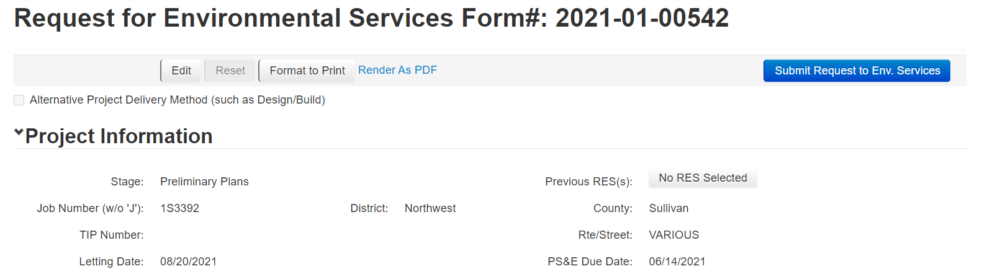 Request for Environmental Services Form#: 2021-01-00542
Edit Reset Format to Print Render As PDF Submit Request to Env. Services
Alternative Project Delivery Method (such as Design/Build)
Project Information
Stage: Preliminary Plans Previous RES(s): No RES Selected
Job Number (w/o 'J'): 1S3392 District: Northwest County: Sullivan
TIP Number: Rte/Street: VARIOUS
Letting Date: 08/20/2021 PS&E Due Date: 06/14/2021